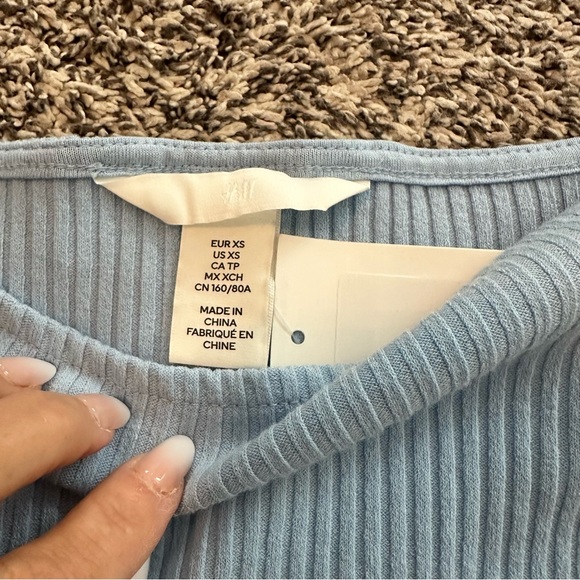 H&M
EUR XS
US XS
CA TP
MX XCH
CN 160/80A
MADE IN
CHINA
FABRIQUÉ EN
CHINE